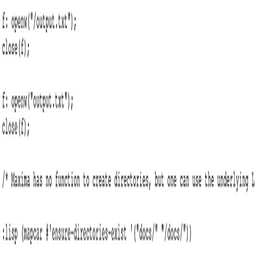 f: openw("/output.txt");
close(f);
f: openw("output.txt");
close(f);
/* Maxima has no function to create directories, but one can use the underlying L
:lisp (mapcar #'ensure-directories-exist '("docs/" "/docs/"))